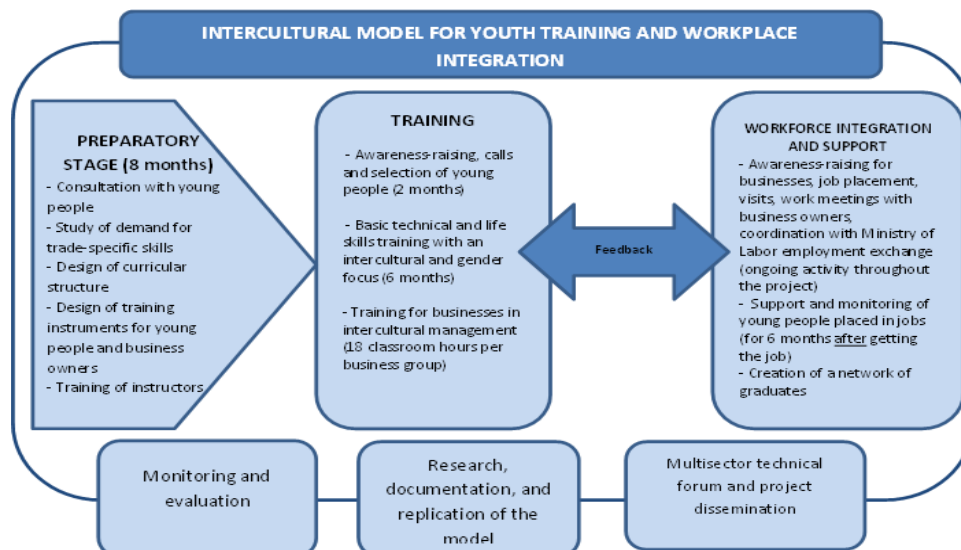 INTERCULTURAL MODEL FOR YOUTH TRAINING AND WORKPLACE
INTEGRATION
PREPARATORY
STAGE (8 months)
- Consultation with young
people
- Study of demand for
trade-specific skills
- Design of curricular
structure
- Design of training
instruments for young
people and business
owners
- Training of instructors
TRAINING
- Awareness-raising, calls
and selection of young
people (2 months)
- Basic technical and life
skills training with an
intercultural and gender
focus (6 months)
- Training for businesses in
intercultural management
(18 classroom hours per
business group)
Feedback
WORKFORCE INTEGRATION
AND SUPPORT
- Awareness-raising for
businesses, job placement,
visits, work meetings with
business owners,
coordination with Ministry of
Labor employment exchange
(ongoing activity throughout
the project)
- Support and monitoring of
young people placed in jobs
(for 6 months after getting
the job)
- Creation of a network of
graduates
Monitoring and
evaluation
Research,
documentation, and
replication of the
model
Multisector technical
forum and project
dissemination